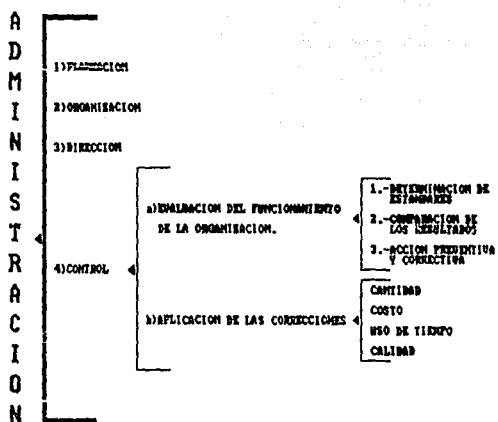 ADMINISTRACION
1)PLANEACION
2)ORGANIZACION
3)DIRECCION
4)CONTROL
a)EVALUACION DEL FUNCIONAMIENTO
DE LA ORGANIZACION.
1.-DETERMINACION DE
ESTANDARES
2.-COMPARACION DE
LOS RESULTADOS
3.-ACCION PREVENTIVA
Y CORRECTIVA
b)APLICACION DE LAS CORRECCIONES
CANTIDAD
COSTO
USO DE TIEMPO
CALIDAD